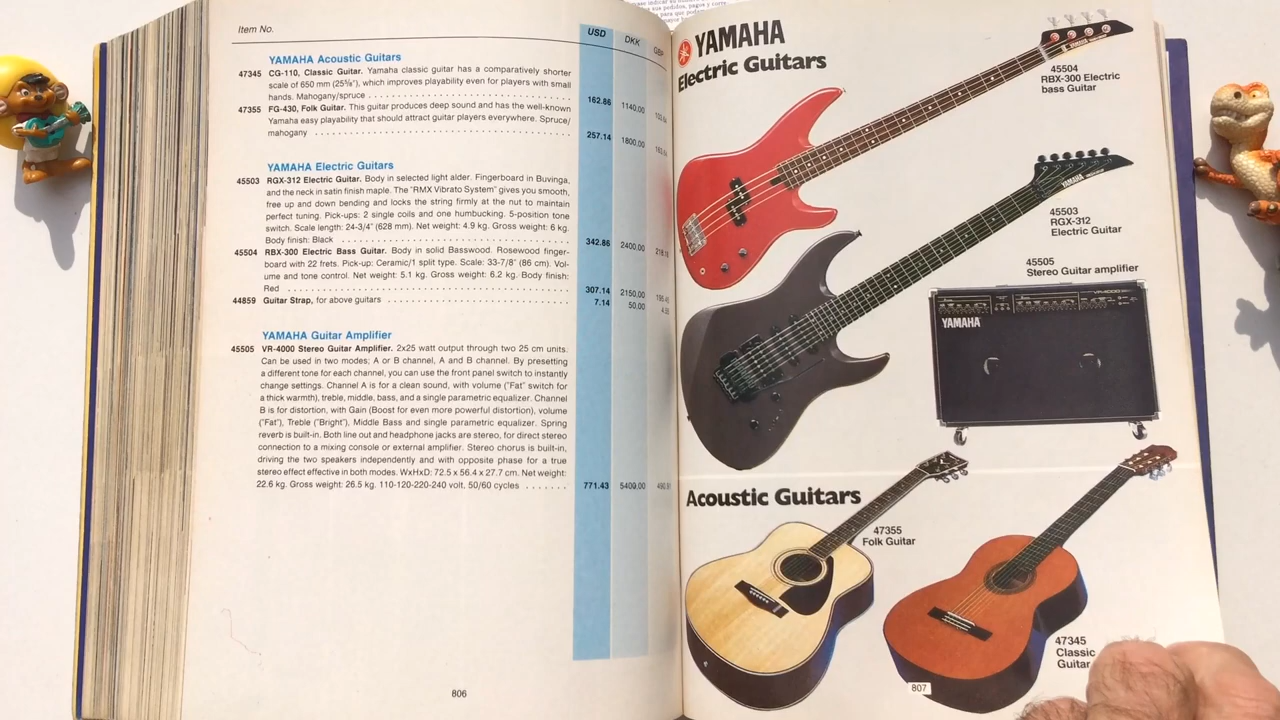 Item No.
USD DKK GBP
YAMAHA Acoustic Guitars
47345 CG-110, Classic Guitar. Yamaha classic guitar has a comparatively shorter
scale of 650 mm (25⅝"), which improves playability even for players with small
hands. Mahogany/spruce . . . . . . . . . . . . . . . . . . . . . . . . . . . . . . 162.86 1140,00
47355 FG-430, Folk Guitar. This guitar produces deep sound and has the well-known
Yamaha easy playability that should attract guitar players everywhere. Spruce/
mahogany . . . . . . . . . . . . . . . . . . . . . . . . . . . . . . . . . . . . . . . . 257.14 1800,00
YAMAHA Electric Guitars
45503 RGX-312 Electric Guitar. Body in selected light alder. Fingerboard in Buvinga,
and the neck in satin finish maple. The "RMX Vibrato System" gives you smooth,
free up and down bending and locks the string firmly at the nut to maintain
perfect tuning. Pick-ups: 2 single coils and one humbucking. 5-position tone
switch. Scale length: 24-3/4" (628 mm). Net weight: 4.9 kg. Gross weight: 6 kg.
Body finish: Black . . . . . . . . . . . . . . . . . . . . . . . . . . . . . . . . . . . 342.86 2400,00
45504 RBX-300 Electric Bass Guitar. Body in solid Basswood. Rosewood finger-
board with 22 frets. Pick-up: Ceramic/1 split type. Scale: 33-7/8" (86 cm). Vol-
ume and tone control. Net weight: 5.1 kg. Gross weight: 6.2 kg. Body finish:
Red . . . . . . . . . . . . . . . . . . . . . . . . . . . . . . . . . . . . . . . . . . . . 307.14 2150,00
44859 Guitar Strap, for above guitars . . . . . . . . . . . . . . . . . . . . . . . . 7.14 50,00
YAMAHA Guitar Amplifier
45505 VR-4000 Stereo Guitar Amplifier. 2x25 watt output through two 25 cm units.
Can be used in two modes; A or B channel, A and B channel. By presetting
a different tone for each channel, you can use the front panel switch to instantly
change settings. Channel A is for a clean sound, with volume ("Fat" switch for
a thick warmth), treble, middle, bass, and a single parametric equalizer. Channel
B is for distortion, with Gain (Boost for even more powerful distortion), volume
("Fat"), Treble ("Bright"). Middle Bass and single parametric equalizer. Spring
reverb is built-in. Both line out and headphone jacks are stereo, for direct stereo
connection to a mixing console or external amplifier. Stereo chorus is built-in,
driving the two speakers independently and with opposite phase for a true
stereo effect effective in both modes. WxHxD: 72.5 x 56.4 x 27.7 cm. Net weight:
22.6 kg. Gross weight: 26.5 kg. 110-120-220-240 volt, 50/60 cycles . . . . . . . 771.43 5400,00
806
YAMAHA
Electric Guitars
45504
RBX-300 Electric
bass Guitar
YAMAHA
YAMAHA
45503
RGX-312
Electric Guitar
45505
Stereo Guitar amplifier
YAMAHA
Acoustic Guitars
47355
Folk Guitar
47345
Classic
Guitar
807